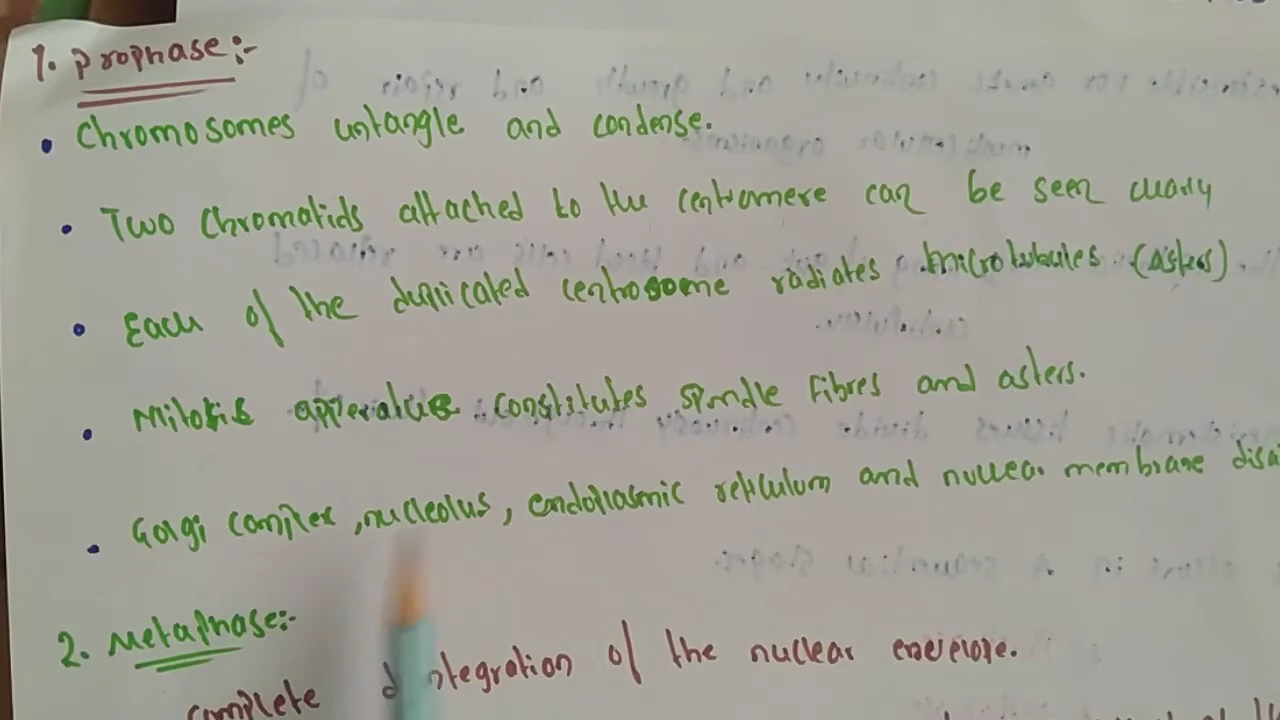 1. Prophase:-
• Chromosomes untangle and condense.
• Two chromatids attached to the centromere can be seen clearly
• Each of the duplicated centrosome radiates microtubules (asters).
• Mitotic apparatus constitutes spindle fibres and asters.
• Golgi complex, nucleolus, endoplasmic reticulum and nuclear membrane disa
2. Metaphase:-
complete disintegration of the nuclear envelope.